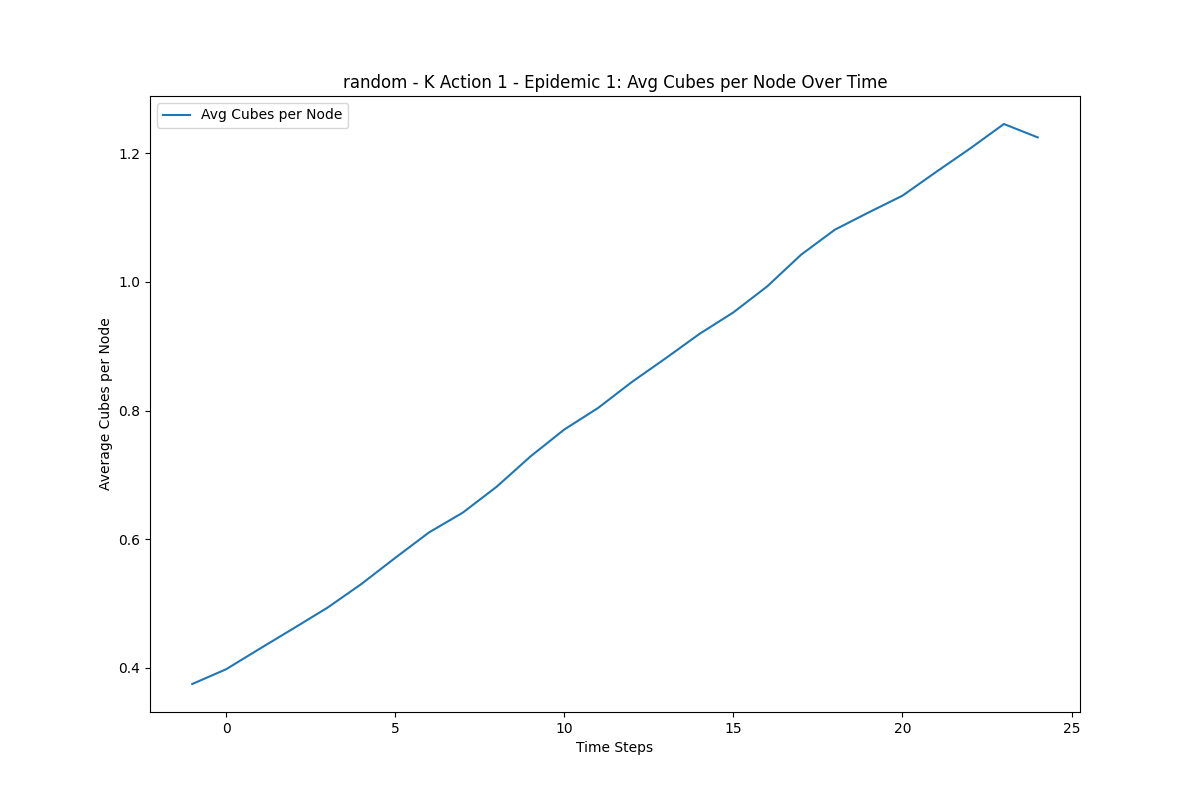 random - K Action 1 - Epidemic 1: Avg Cubes per Node Over Time
Avg Cubes per Node
1.2
1.0
0.8
0.6
0.4
Average Cubes per Node
0 5 10 15 20 25
Time Steps